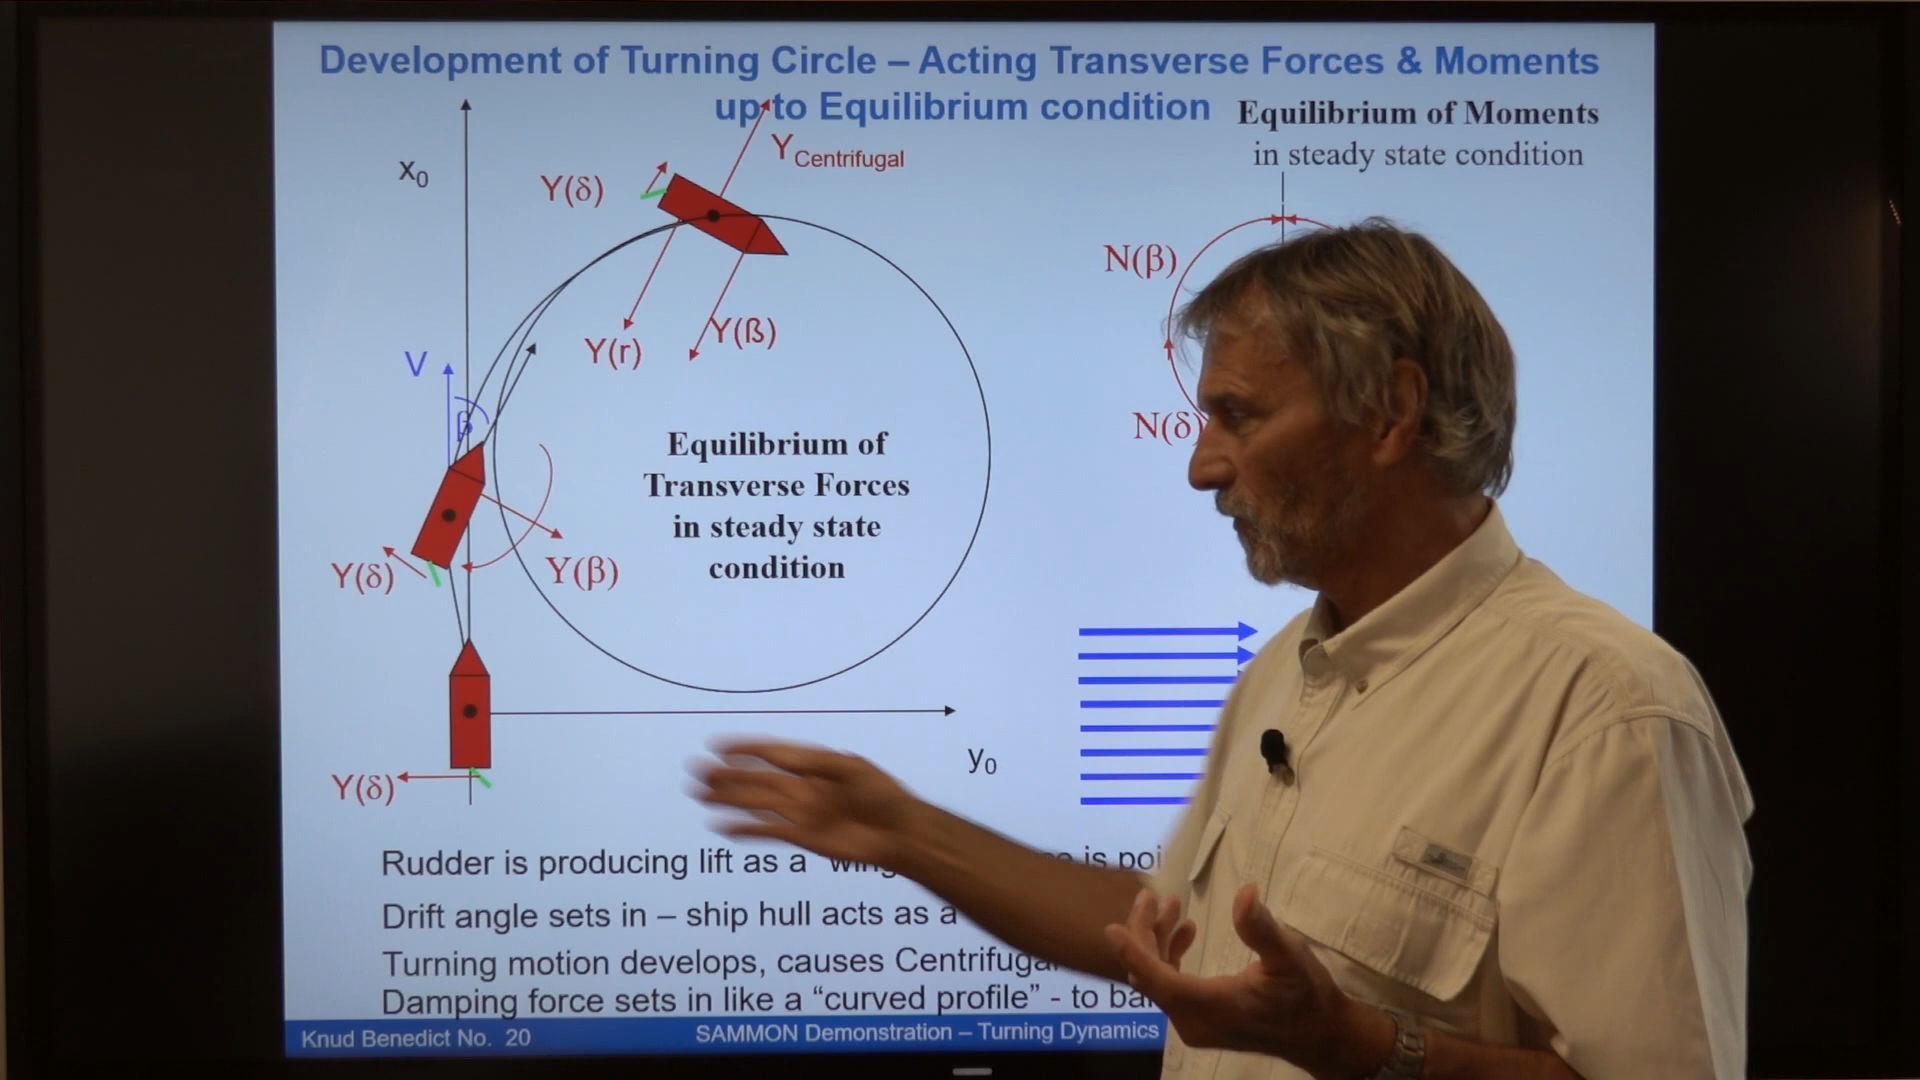 Development of Turning Circle – Acting Transverse Forces & Moments
up to Equilibrium condition
Equilibrium of Moments
in steady state condition
x0
Y Centrifugal
Y(δ)
N(β)
Y(r)
Y(ß)
V
β
N(δ)
Equilibrium of
Transverse Forces
in steady state
condition
Y(δ)
Y(β)
y0
Y(δ)
Rudder is producing lift as a is
Drift angle sets in – ship hull acts as a
Turning motion develops, causes
Damping force sets in like a “curved profile” - to
Knud Benedict No. 20
SAMMON Demonstration – Turning Dynamics